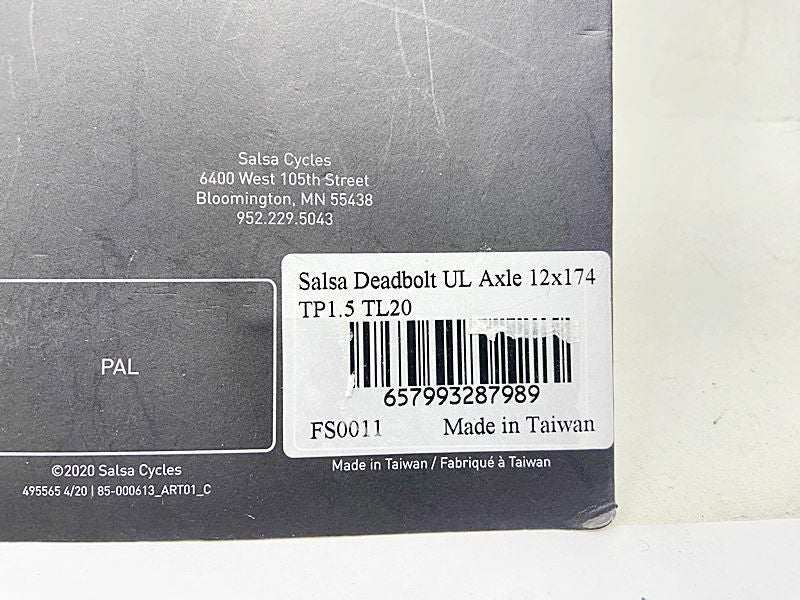 Salsa Cycles
6400 West 105th Street
Bloomington, MN 55438
952.229.5043
PAL
Salsa Deadbolt UL Axle 12x174
TP1.5 TL20
657993287989
FS0011 Made in Taiwan
©2020 Salsa Cycles
495565 4/20 | 85-000613_ART01_C
Made in Taiwan / Fabriqué à Taiwan